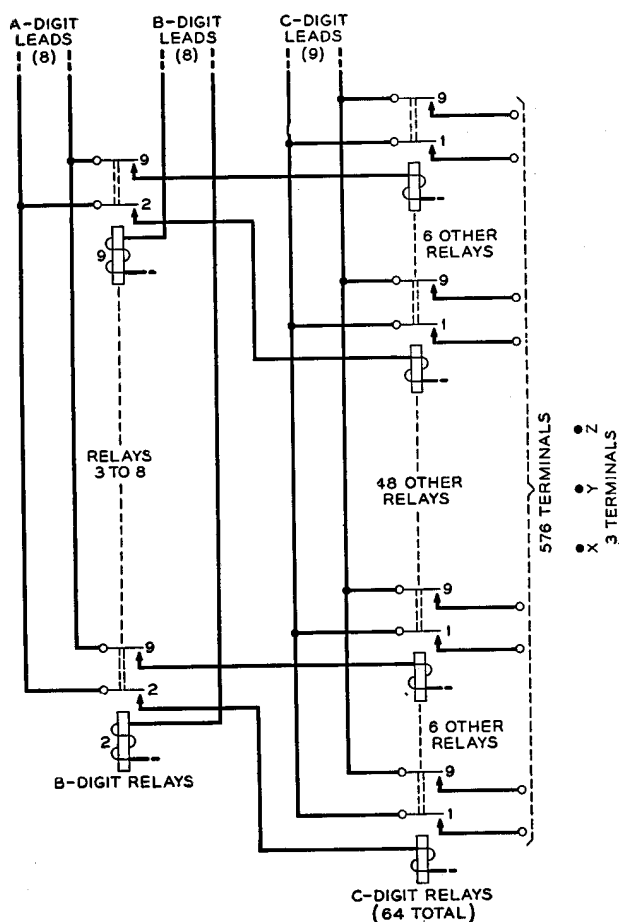 A-DIGIT
LEADS
(8)
B-DIGIT
LEADS
(8)
C-DIGIT
LEADS
(9)
9
1
9
2
9
6 OTHER
RELAYS
9
1
RELAYS
3 TO 8
48 OTHER
RELAYS
576 TERMINALS
X
Y
Z
3 TERMINALS
9
1
9
2
2
B-DIGIT RELAYS
6 OTHER
RELAYS
9
1
C-DIGIT RELAYS
(64 TOTAL)